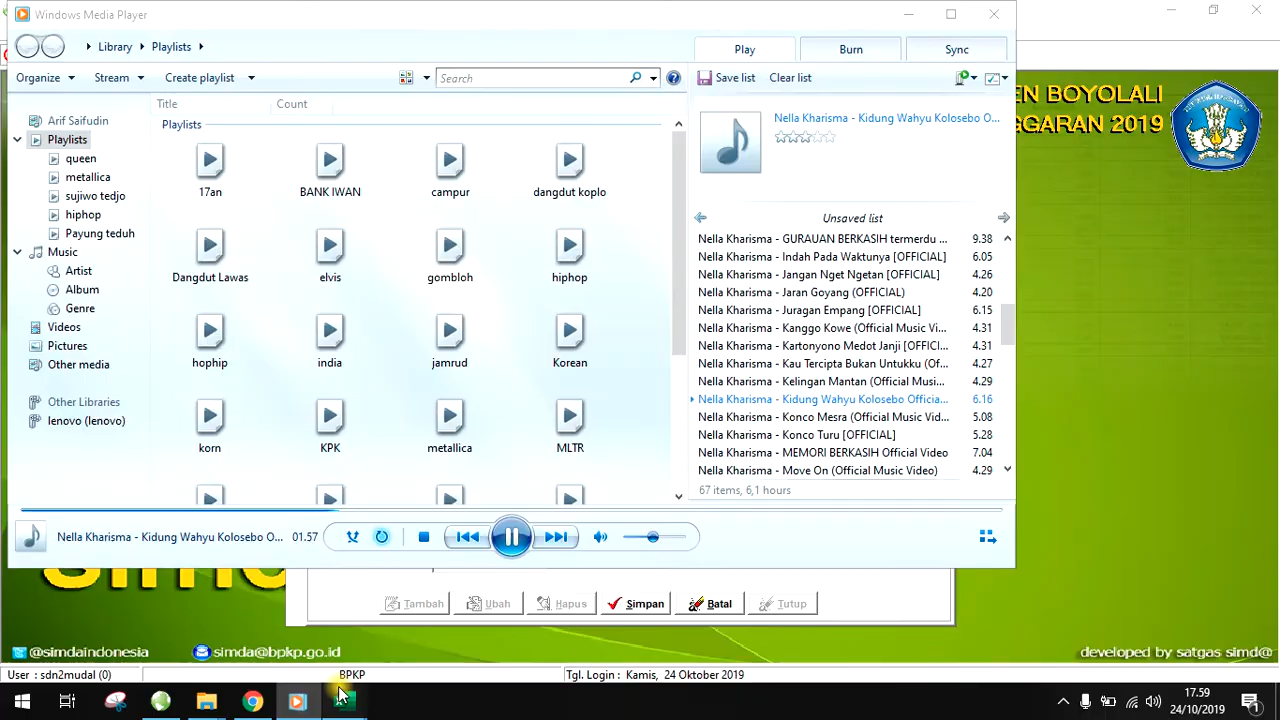 Windows Media Player
Library
Playlists
Play
Burn
Sync
Organize
Stream
Create playlist
Search
Save list
Clear list
EN BOYOLALI
GGARAN 2019
Title
Count
Arif Saifudin
Playlists
queen
metallica
sujiwo tedjo
hiphop
Payung teduh
Music
Artist
Album
Genre
Videos
Pictures
Other media
Other Libraries
lenovo (lenovo)
Playlists
17an
BANK IWAN
campur
dangdut koplo
Dangdut Lawas
elvis
gombloh
hiphop
hophip
india
jamrud
Korean
korn
KPK
metallica
MLTR
Nella Kharisma - Kidung Wahyu Kolosebo O...
Unsaved list
Nella Kharisma - GURAUAN BERKASIH termerdu ... 9.38
Nella Kharisma - Indah Pada Waktunya [OFFICIAL] 6.05
Nella Kharisma - Jangan Nget Ngetan [OFFICIAL] 4.26
Nella Kharisma - Jaran Goyang (OFFICIAL) 4.20
Nella Kharisma - Juragan Empang [OFFICIAL] 6.15
Nella Kharisma - Kanggo Kowe (Official Music Vi... 4.31
Nella Kharisma - Kartonyono Medot Janji [OFFICI... 4.31
Nella Kharisma - Kau Tercipta Bukan Untukku (Of... 4.27
Nella Kharisma - Kelingan Mantan (Official Musi... 4.29
Nella Kharisma - Kidung Wahyu Kolosebo Officia... 6.16
Nella Kharisma - Konco Mesra (Official Music Vid... 5.08
Nella Kharisma - Konco Turu [OFFICIAL] 5.28
Nella Kharisma - MEMORI BERKASIH Official Video 7.04
Nella Kharisma - Move On (Official Music Video) 4.29
67 items, 6,1 hours
Nella Kharisma - Kidung Wahyu Kolosebo O... 01.57
Tambah
Ubah
Hapus
Simpan
Batal
Tutup
@simdaindonesia
simda@bpkp.go.id
developed by satgas simd@
User : sdn2mudal (0)
BPKP
Tgl. Login : Kamis, 24 Oktober 2019
17.59
24/10/2019